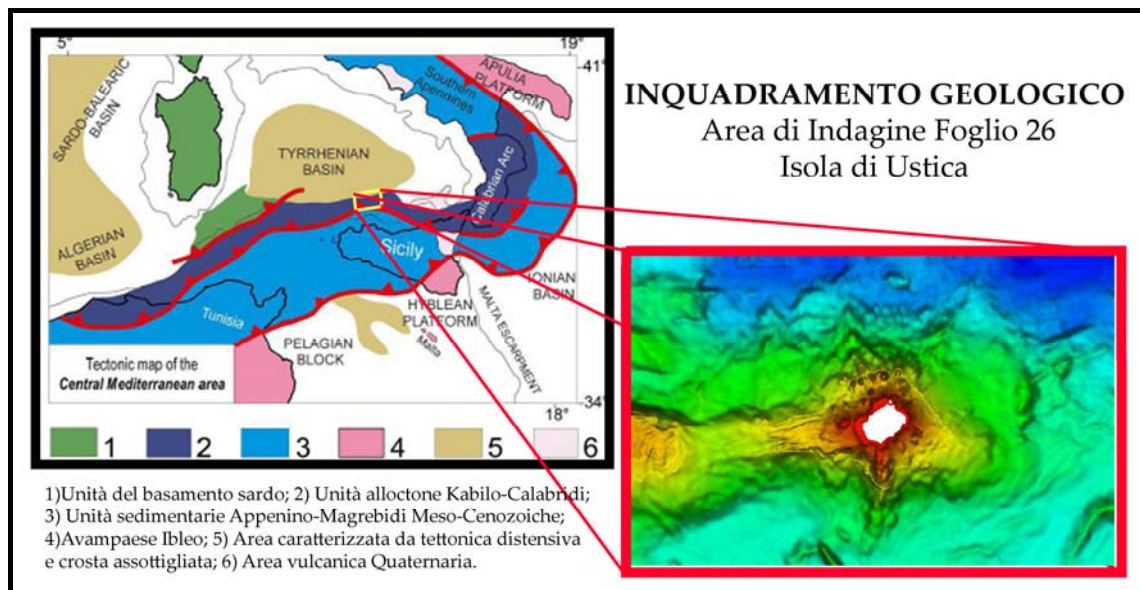 5°
19°
41°
SARDO-BALEARIC
BASIN
Southern
Apennines
APULIA
PLATFORM
TYRRHENIAN
BASIN
Calabrian Arc
ALGERIAN
BASIN
Sicily
IONIAN
BASIN
Tunisia
HYBLEAN
PLATFORM
Malta
MALTA ESCARPMENT
PELAGIAN
BLOCK
Tectonic map of the
Central Mediterranean area
34°
18°
1 2 3 4 5 6
1)Unità del basamento sardo; 2) Unità alloctone Kabilo-Calabridi;
3) Unità sedimentarie Appenino-Magrebidi Meso-Cenozoiche;
4)Avampaese Ibleo; 5) Area caratterizzata da tettonica distensiva
e crosta assottigliata; 6) Area vulcanica Quaternaria.
INQUADRAMENTO GEOLOGICO
Area di Indagine Foglio 26
Isola di Ustica